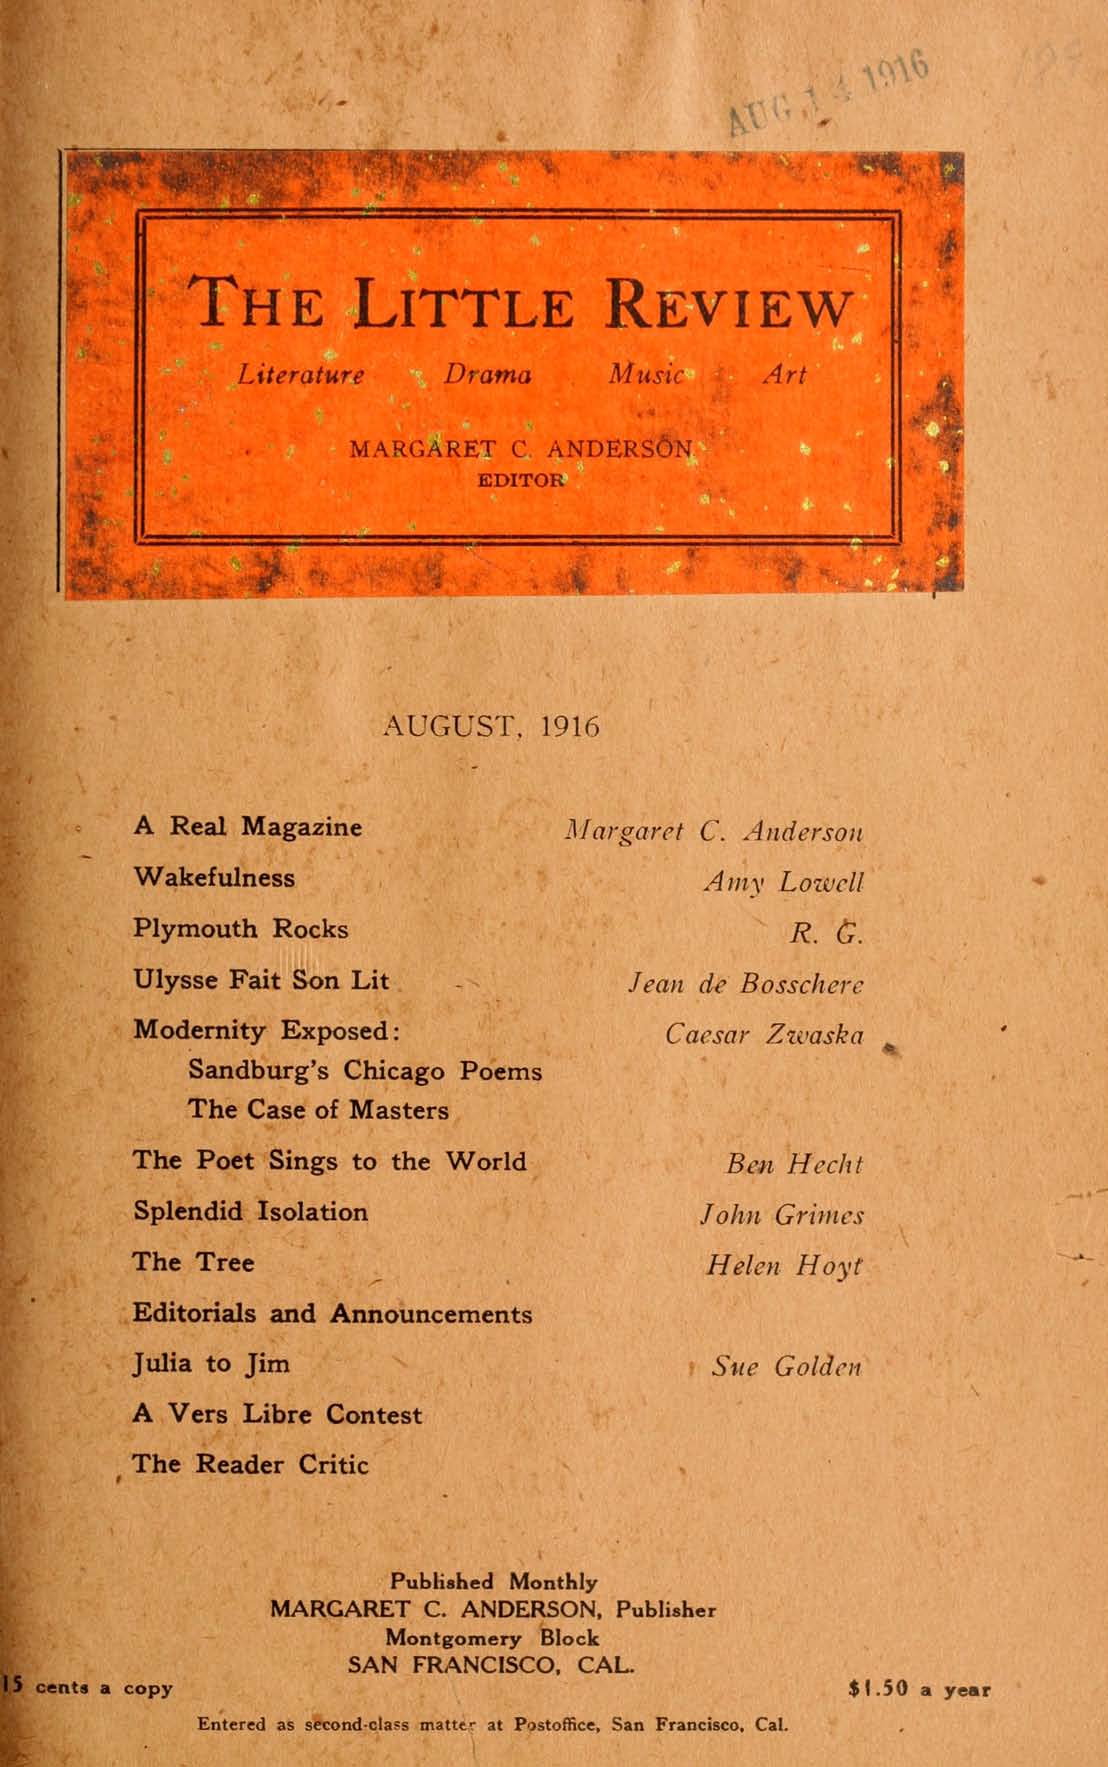 AUG 14 1916
THE LITTLE REVIEW
Literature Drama Music Art
MARGARET C. ANDERSON
EDITOR
AUGUST, 1916
A Real Magazine Margaret C. Anderson
Wakefulness Amy Lowell
Plymouth Rocks R. G.
Ulysse Fait Son Lit Jean de Bosschere
Modernity Exposed: Caesar Zwaska
Sandburg's Chicago Poems
The Case of Masters
The Poet Sings to the World Ben Hecht
Splendid Isolation John Grimes
The Tree Helen Hoyt
Editorials and Announcements
Julia to Jim Sue Golden
A Vers Libre Contest
The Reader Critic
Published Monthly
MARGARET C. ANDERSON, Publisher
Montgomery Block
SAN FRANCISCO, CAL.
15 cents a copy $1.50 a year
Entered as second-class matter at Postoffice, San Francisco, Cal.